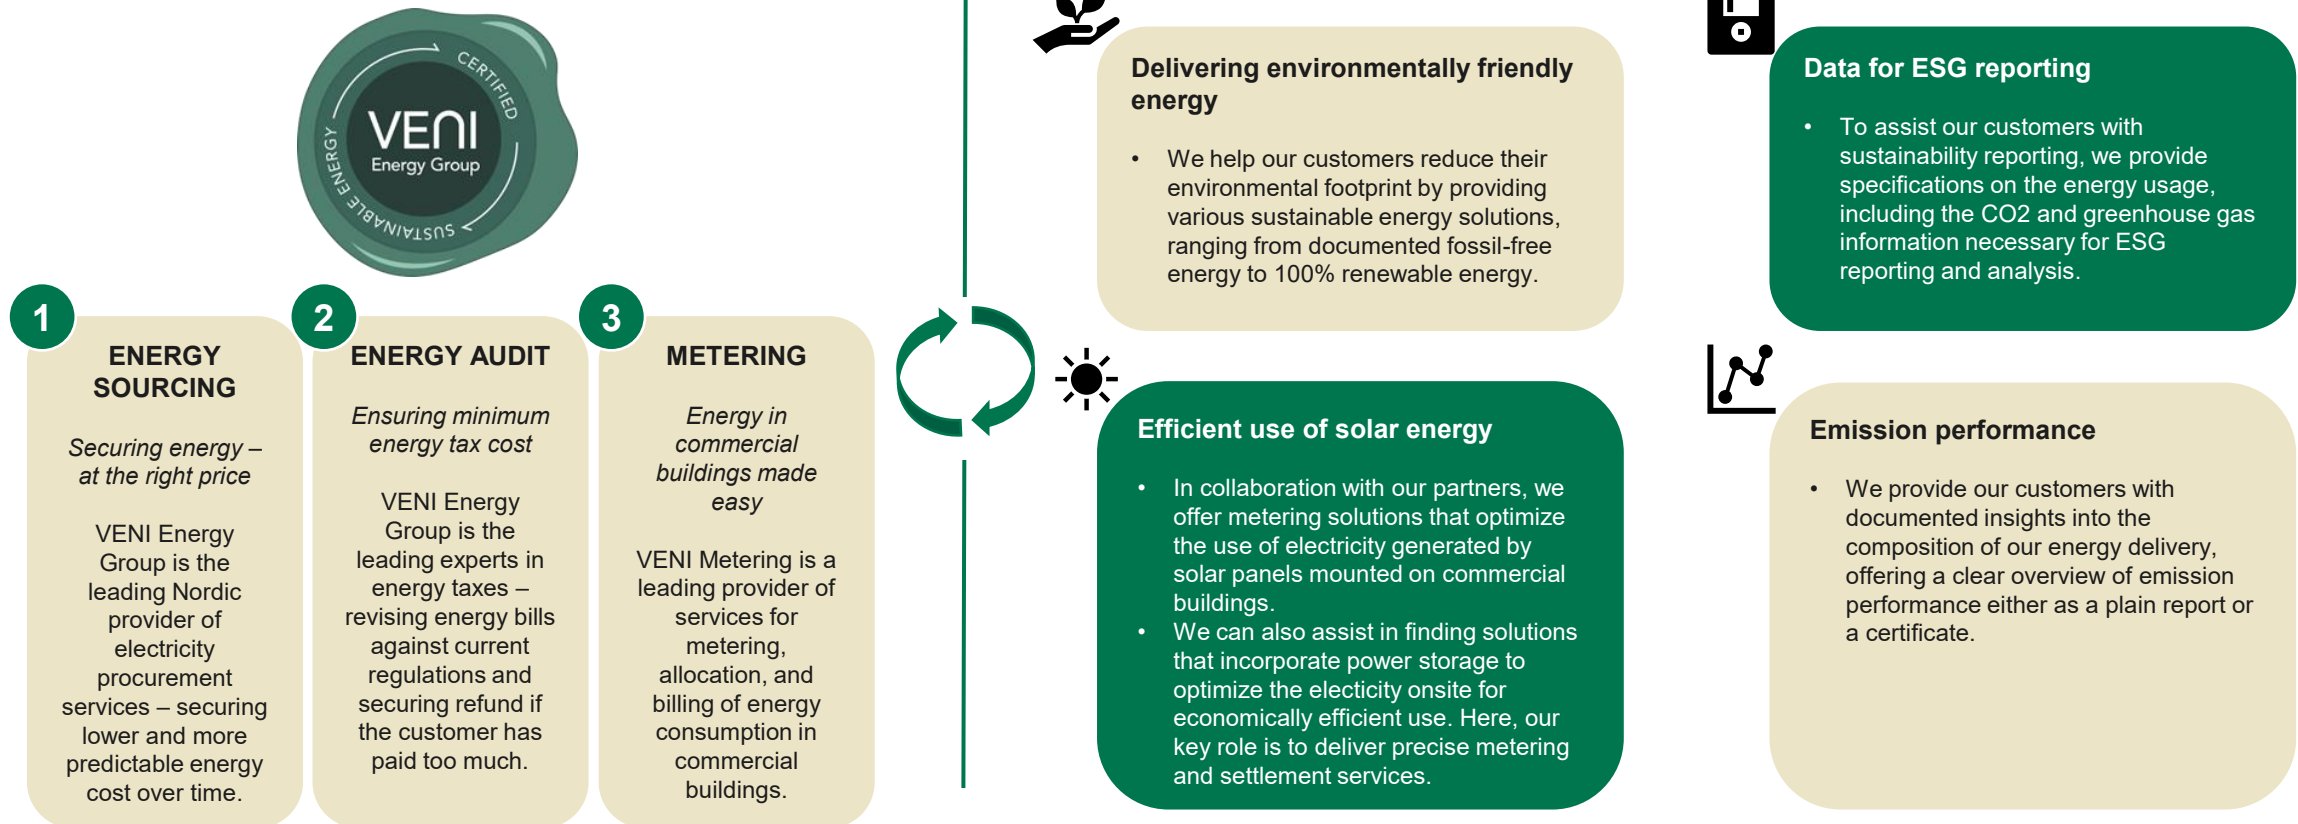 CERTIFIED
VENI
Energy Group
SUSTAINABLE ENERGY
1
ENERGY
SOURCING
Securing energy –
at the right price
VENI Energy
Group is the
leading Nordic
provider of
electricity
procurement
services – securing
lower and more
predictable energy
cost over time.
2
ENERGY AUDIT
Ensuring minimum
energy tax cost
VENI Energy
Group is the
leading experts in
energy taxes –
revising energy bills
against current
regulations and
securing refund if
the customer has
paid too much.
3
METERING
Energy in
commercial
buildings made
easy
VENI Metering is a
leading provider of
services for
metering,
allocation, and
billing of energy
consumption in
commercial
buildings.
Delivering environmentally friendly
energy
• We help our customers reduce their
environmental footprint by providing
various sustainable energy solutions,
ranging from documented fossil-free
energy to 100% renewable energy.
Efficient use of solar energy
• In collaboration with our partners, we
offer metering solutions that optimize
the use of electricity generated by
solar panels mounted on commercial
buildings.
• We can also assist in finding solutions
that incorporate power storage to
optimize the electicity onsite for
economically efficient use. Here, our
key role is to deliver precise metering
and settlement services.
Data for ESG reporting
• To assist our customers with
sustainability reporting, we provide
specifications on the energy usage,
including the CO2 and greenhouse gas
information necessary for ESG
reporting and analysis.
Emission performance
• We provide our customers with
documented insights into the
composition of our energy delivery,
offering a clear overview of emission
performance either as a plain report or
a certificate.